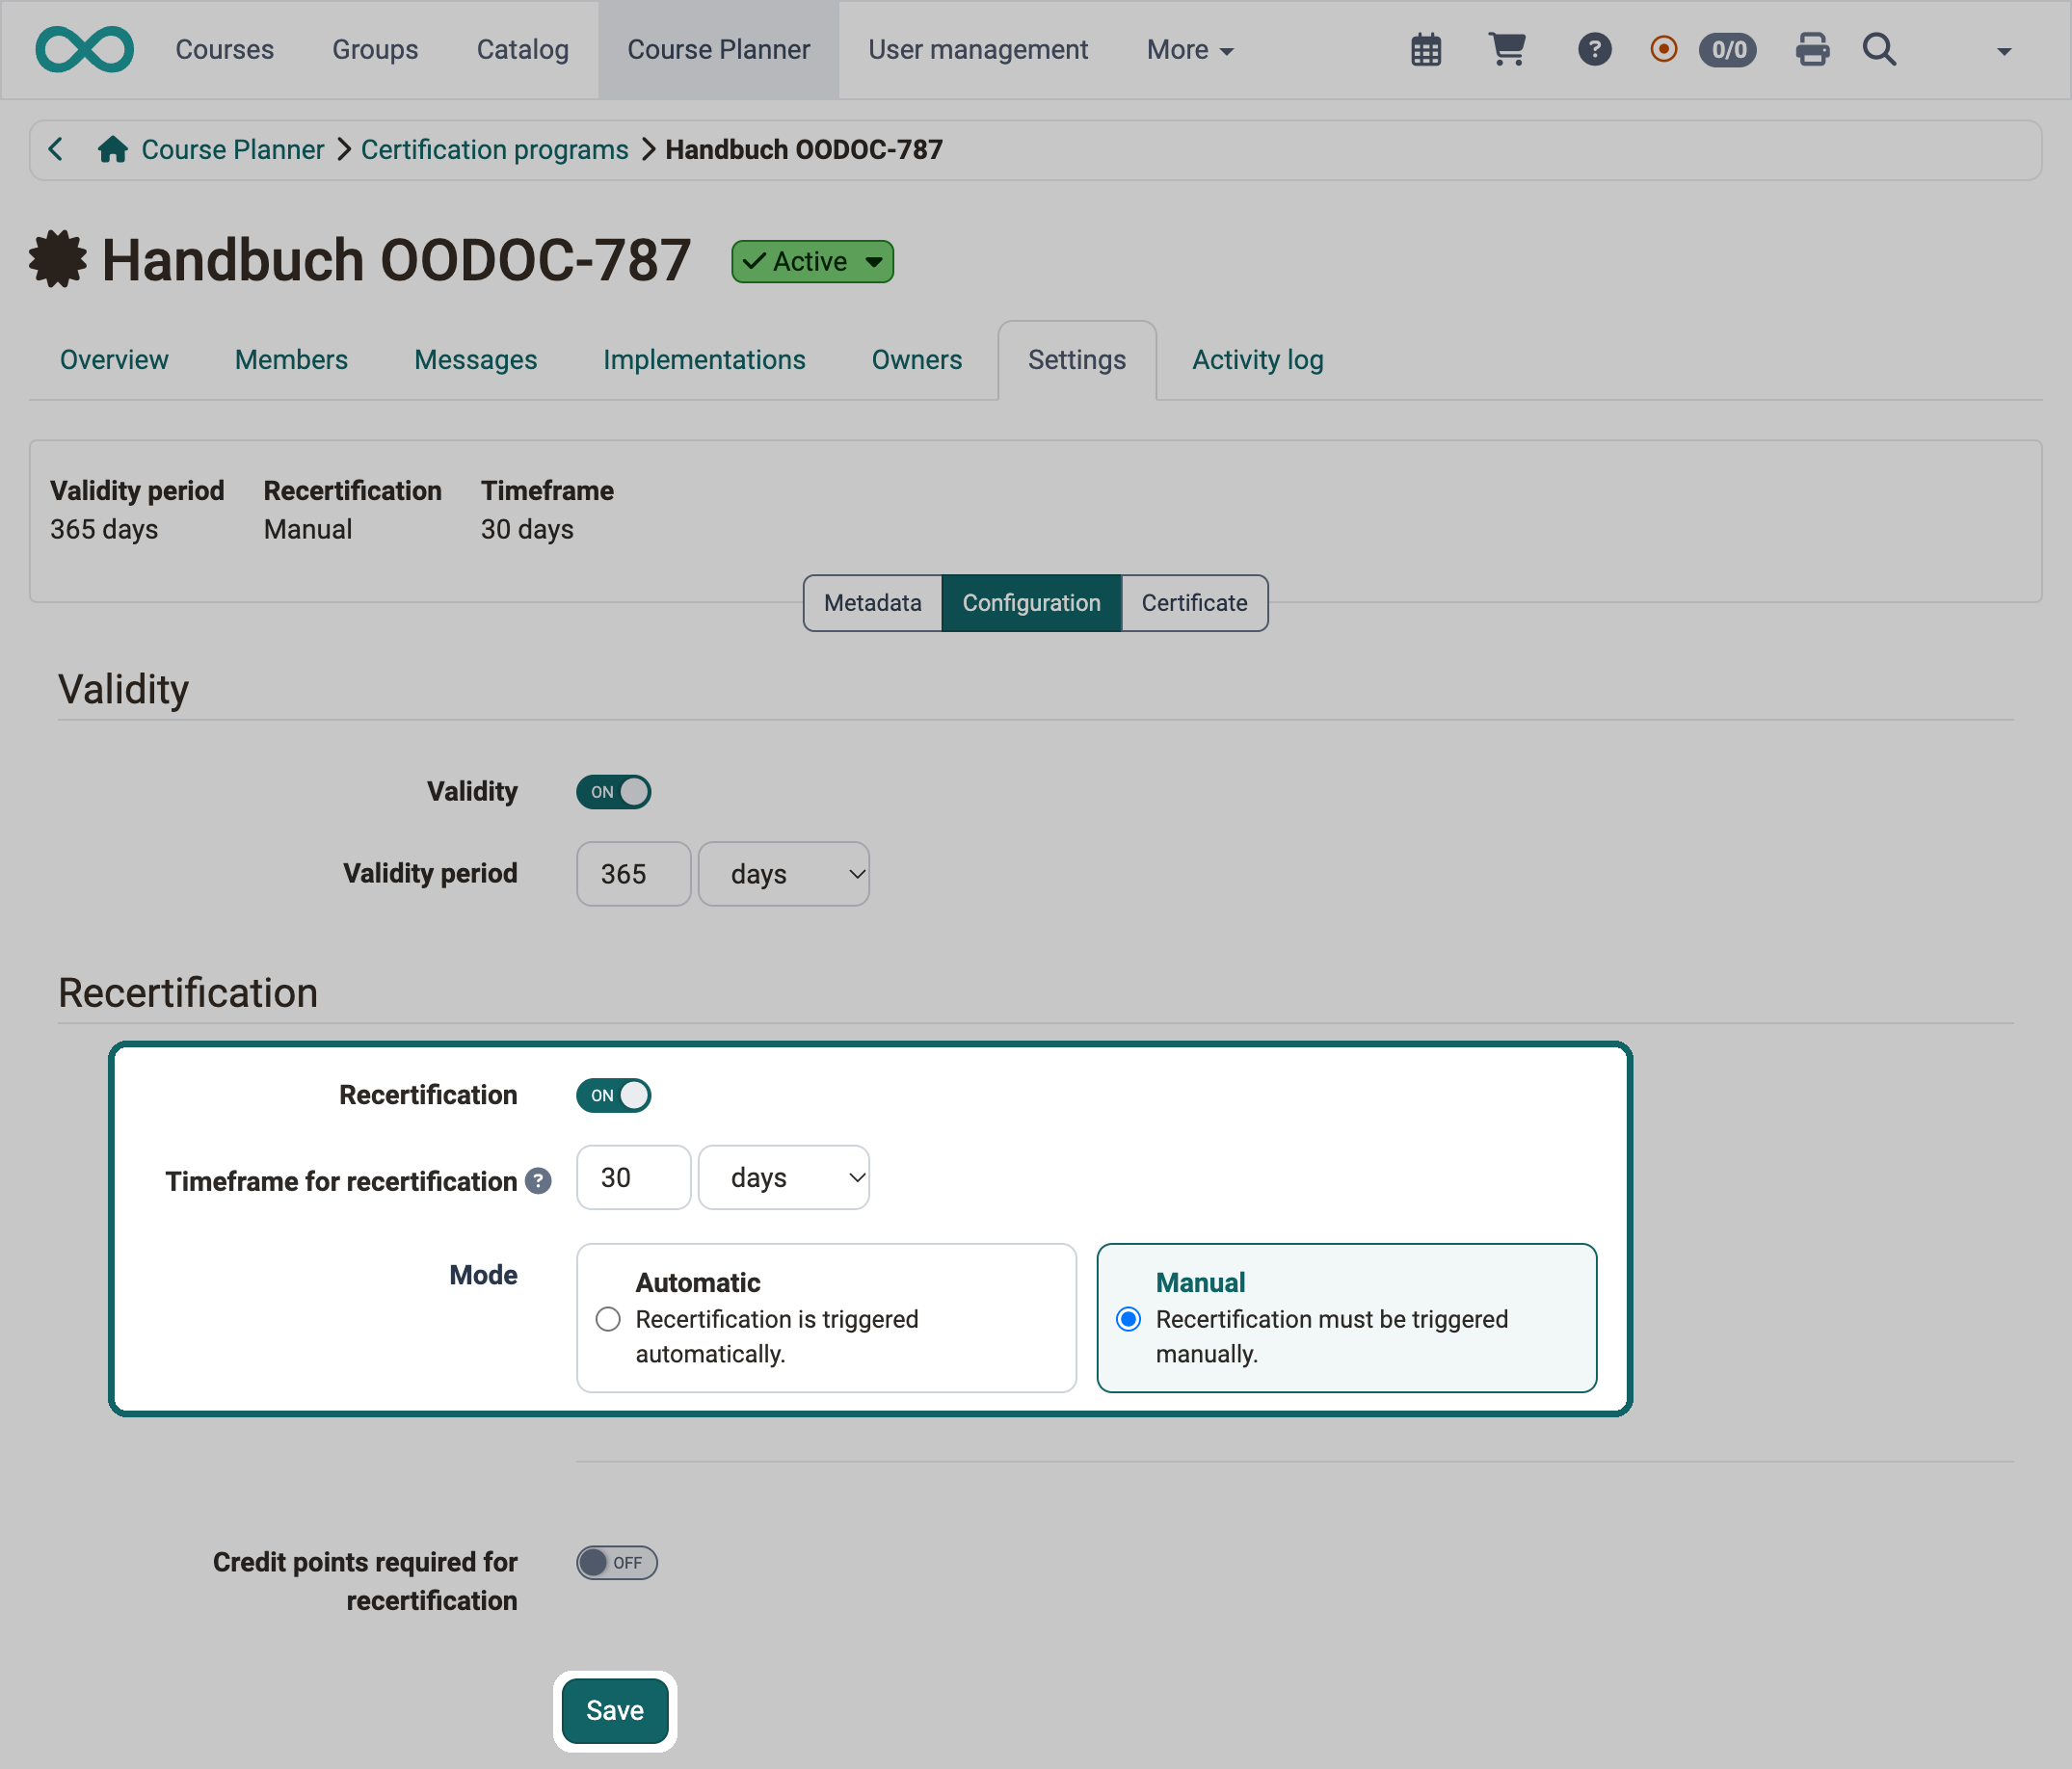 Courses Groups Catalog Course Planner User management More ? 0/0
Course Planner Certification programs Handbuch OODOC-787
Handbuch OODOC-787 Active
Overview Members Messages Implementations Owners Settings Activity log
Validity period Recertification Timeframe
365 days Manual 30 days
Metadata Configuration Certificate
Validity
Validity ON
Validity period 365 days
Recertification
Recertification ON
Timeframe for recertification ? 30 days
Mode
Automatic
Recertification is triggered
automatically.
Manual
Recertification must be triggered
manually.
Credit points required for
recertification
OFF
Save